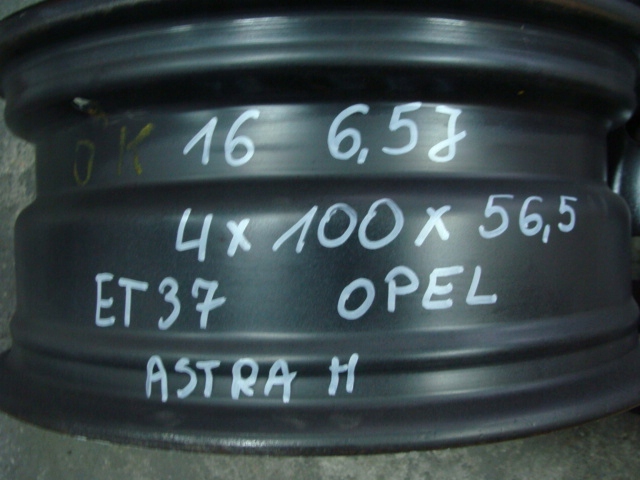 OK 16 6,5J
4x100x56,5
ET37 OPEL
ASTRA H